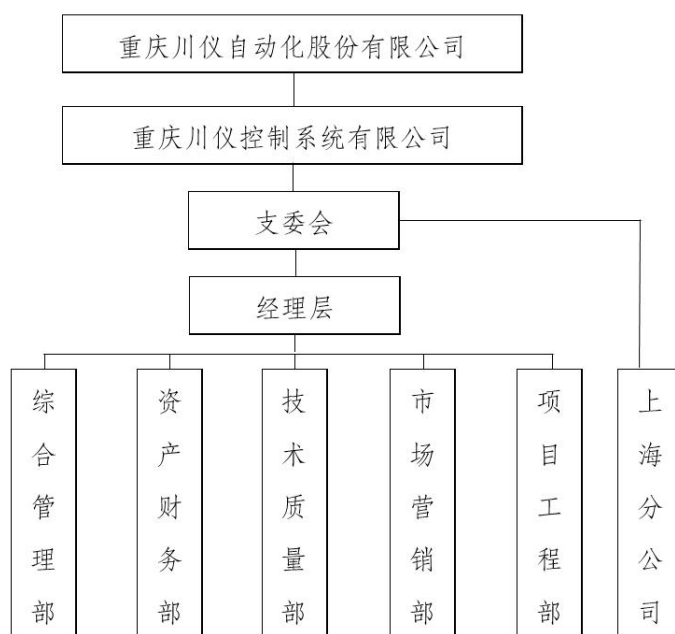 重庆川仪自动化股份有限公司
重庆川仪控制系统有限公司
支委会
经理层
综合管理部
资产财务部
技术质量部
市场营销部
项目工程部
上海分公司